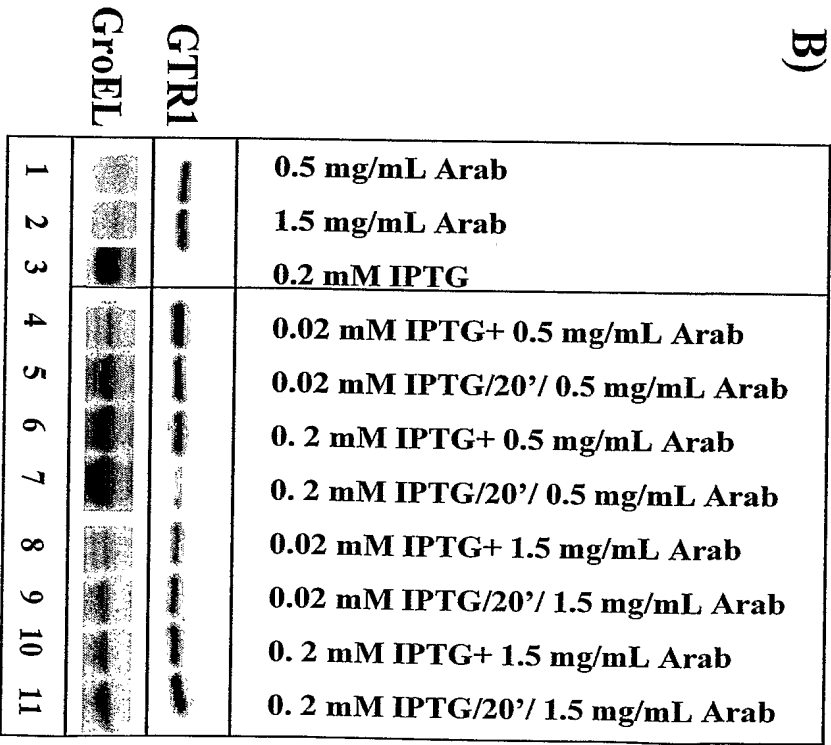 B)
GTR1
GroEL
1
2
3
4
5
6
7
8
9
10
11
0.5 mg/mL Arab
1.5 mg/mL Arab
0.2 mM IPTG
0.02 mM IPTG+ 0.5 mg/mL Arab
0.02 mM IPTG/20’/ 0.5 mg/mL Arab
0. 2 mM IPTG+ 0.5 mg/mL Arab
0. 2 mM IPTG/20’/ 0.5 mg/mL Arab
0.02 mM IPTG+ 1.5 mg/mL Arab
0.02 mM IPTG/20’/ 1.5 mg/mL Arab
0. 2 mM IPTG+ 1.5 mg/mL Arab
0. 2 mM IPTG/20’/ 1.5 mg/mL Arab